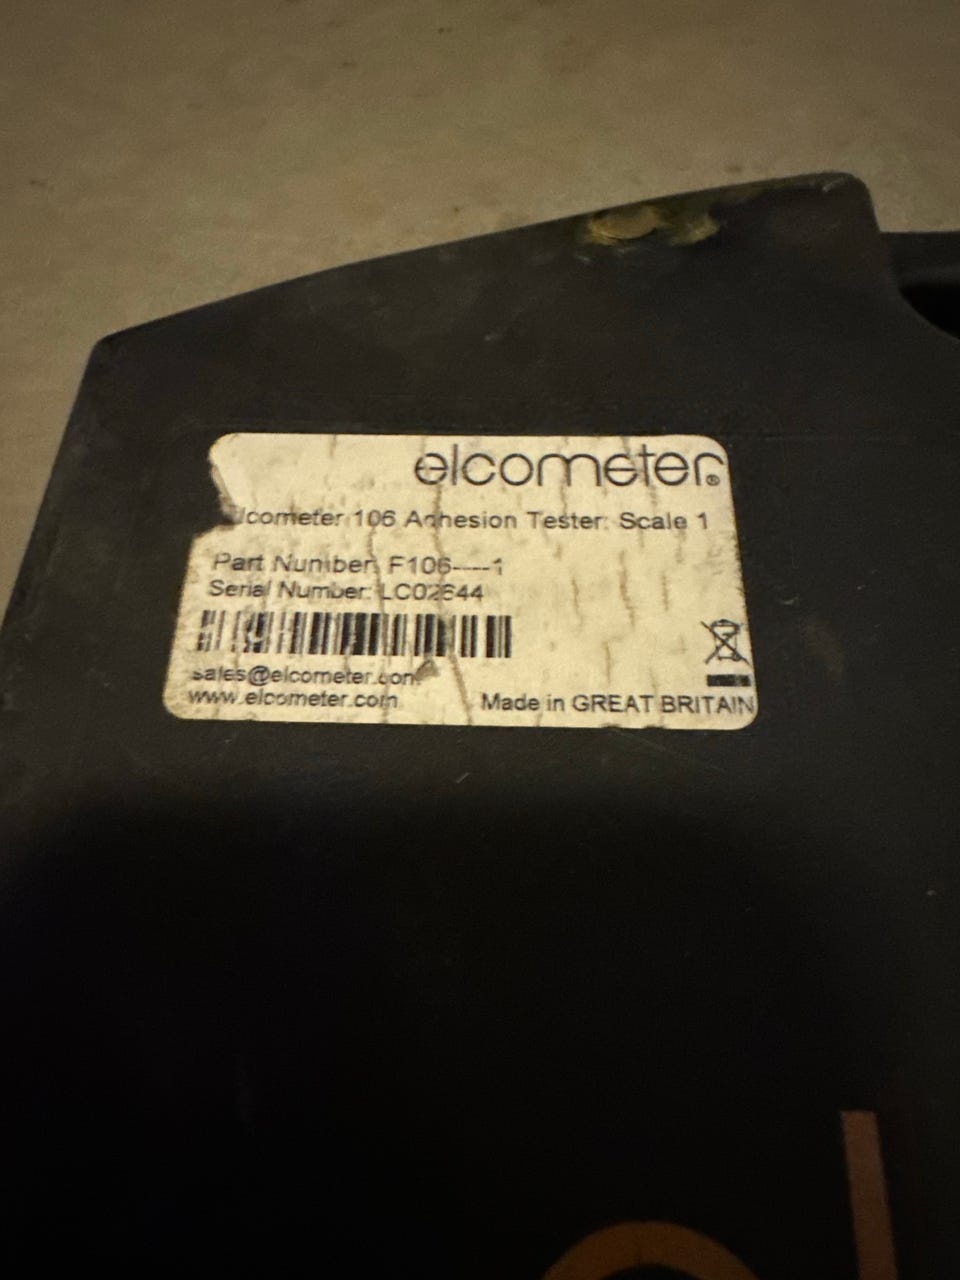 elcometer®
lcometer 106 Adhesion Tester: Scale 1
Part Number: F106----1
Serial Number: LC02644
sales@elcometer.com
www.elcometer.com
Made in GREAT BRITAIN